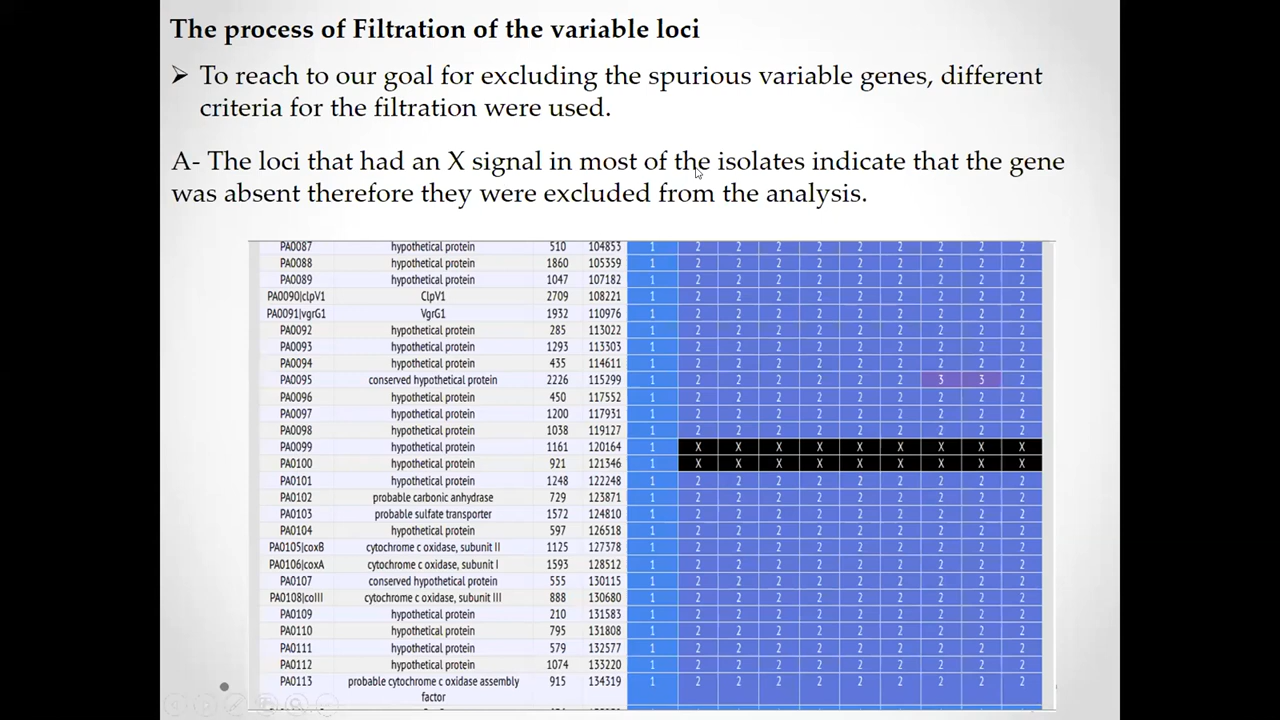 The process of Filtration of the variable loci
➤ To reach to our goal for excluding the spurious variable genes, different
criteria for the filtration were used.
A- The loci that had an X signal in most of the isolates indicate that the gene
was absent therefore they were excluded from the analysis.
PA0087 hypothetical protein 510 104853 1 2 2 2 2 2 2 2 2 2
PA0088 hypothetical protein 1860 105359 1 2 2 2 2 2 2 2 2 2
PA0089 hypothetical protein 1047 107182 1 2 2 2 2 2 2 2 2 2
PA0090|clpV1 ClpV1 2709 108221 1 2 2 2 2 2 2 2 2 2
PA0091|vgrG1 VgrG1 1932 110976 1 2 2 2 2 2 2 2 2 2
PA0092 hypothetical protein 285 113022 1 2 2 2 2 2 2 2 2 2
PA0093 hypothetical protein 1293 113303 1 2 2 2 2 2 2 2 2 2
PA0094 hypothetical protein 435 114611 1 2 2 2 2 2 2 2 2 2
PA0095 conserved hypothetical protein 2226 115299 1 2 2 2 2 2 2 3 3 2
PA0096 hypothetical protein 450 117552 1 2 2 2 2 2 2 2 2 2
PA0097 hypothetical protein 1200 117931 1 2 2 2 2 2 2 2 2 2
PA0098 hypothetical protein 1038 119127 1 2 2 2 2 2 2 2 2 2
PA0099 hypothetical protein 1161 120164 1 X X X X X X X X X
PA0100 hypothetical protein 921 121346 1 X X X X X X X X X
PA0101 hypothetical protein 1248 122248 1 2 2 2 2 2 2 2 2 2
PA0102 probable carbonic anhydrase 729 123871 1 2 2 2 2 2 2 2 2 2
PA0103 probable sulfate transporter 1572 124810 1 2 2 2 2 2 2 2 2 2
PA0104 hypothetical protein 597 126518 1 2 2 2 2 2 2 2 2 2
PA0105|coxB cytochrome c oxidase, subunit II 1125 127378 1 2 2 2 2 2 2 2 2 2
PA0106|coxA cytochrome c oxidase, subunit I 1593 128512 1 2 2 2 2 2 2 2 2 2
PA0107 conserved hypothetical protein 555 130115 1 2 2 2 2 2 2 2 2 2
PA0108|coIII cytochrome c oxidase, subunit III 888 130680 1 2 2 2 2 2 2 2 2 2
PA0109 hypothetical protein 210 131583 1 2 2 2 2 2 2 2 2 2
PA0110 hypothetical protein 795 131808 1 2 2 2 2 2 2 2 2 2
PA0111 hypothetical protein 579 132577 1 2 2 2 2 2 2 2 2 2
PA0112 hypothetical protein 1074 133220 1 2 2 2 2 2 2 2 2 2
PA0113 probable cytochrome c oxidase assembly 915 134319 1 2 2 2 2 2 2 2 2 2
factor